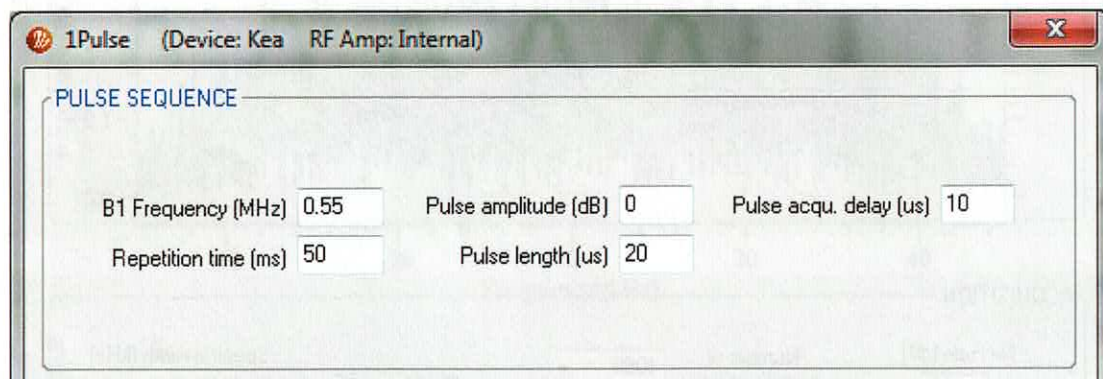 1Pulse (Device: Kea RF Amp: Internal)
PULSE SEQUENCE
B1 Frequency (MHz) 0.55 Pulse amplitude (dB) 0 Pulse acqu. delay (us) 10
Repetition time (ms) 50 Pulse length (us) 20